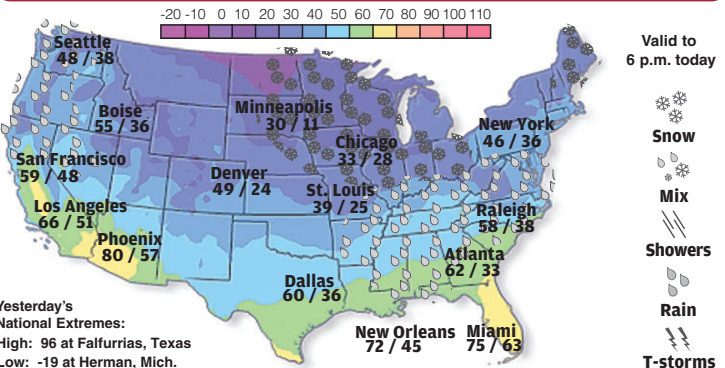 -20 -10 0 10 20 30 40 50 60 70 80 90 100 110
Valid to
6 p.m. today
Seattle
48 / 38
Boise
55 / 36
Minneapolis
30 / 11
Chicago
33 / 28
New York
46 / 36
San Francisco
59 / 48
Denver
49 / 24
St. Louis
39 / 25
Los Angeles
66 / 51
Phoenix
80 / 57
Raleigh
58 / 38
Atlanta
62 / 33
Dallas
60 / 36
New Orleans
72 / 45
Miami
75 / 63
Snow
Mix
Showers
Rain
T-storms
Yesterday's
National Extremes:
High: 96 at Falfurrias, Texas
Low: -19 at Herman, Mich.